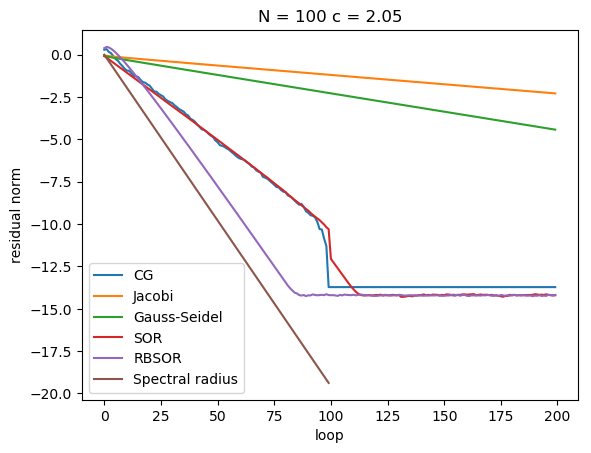 N = 100 c = 2.05
residual norm
0.0
−2.5
−5.0
−7.5
−10.0
−12.5
−15.0
−17.5
−20.0
CG
Jacobi
Gauss-Seidel
SOR
RBSOR
Spectral radius
0 25 50 75 100 125 150 175 200
loop